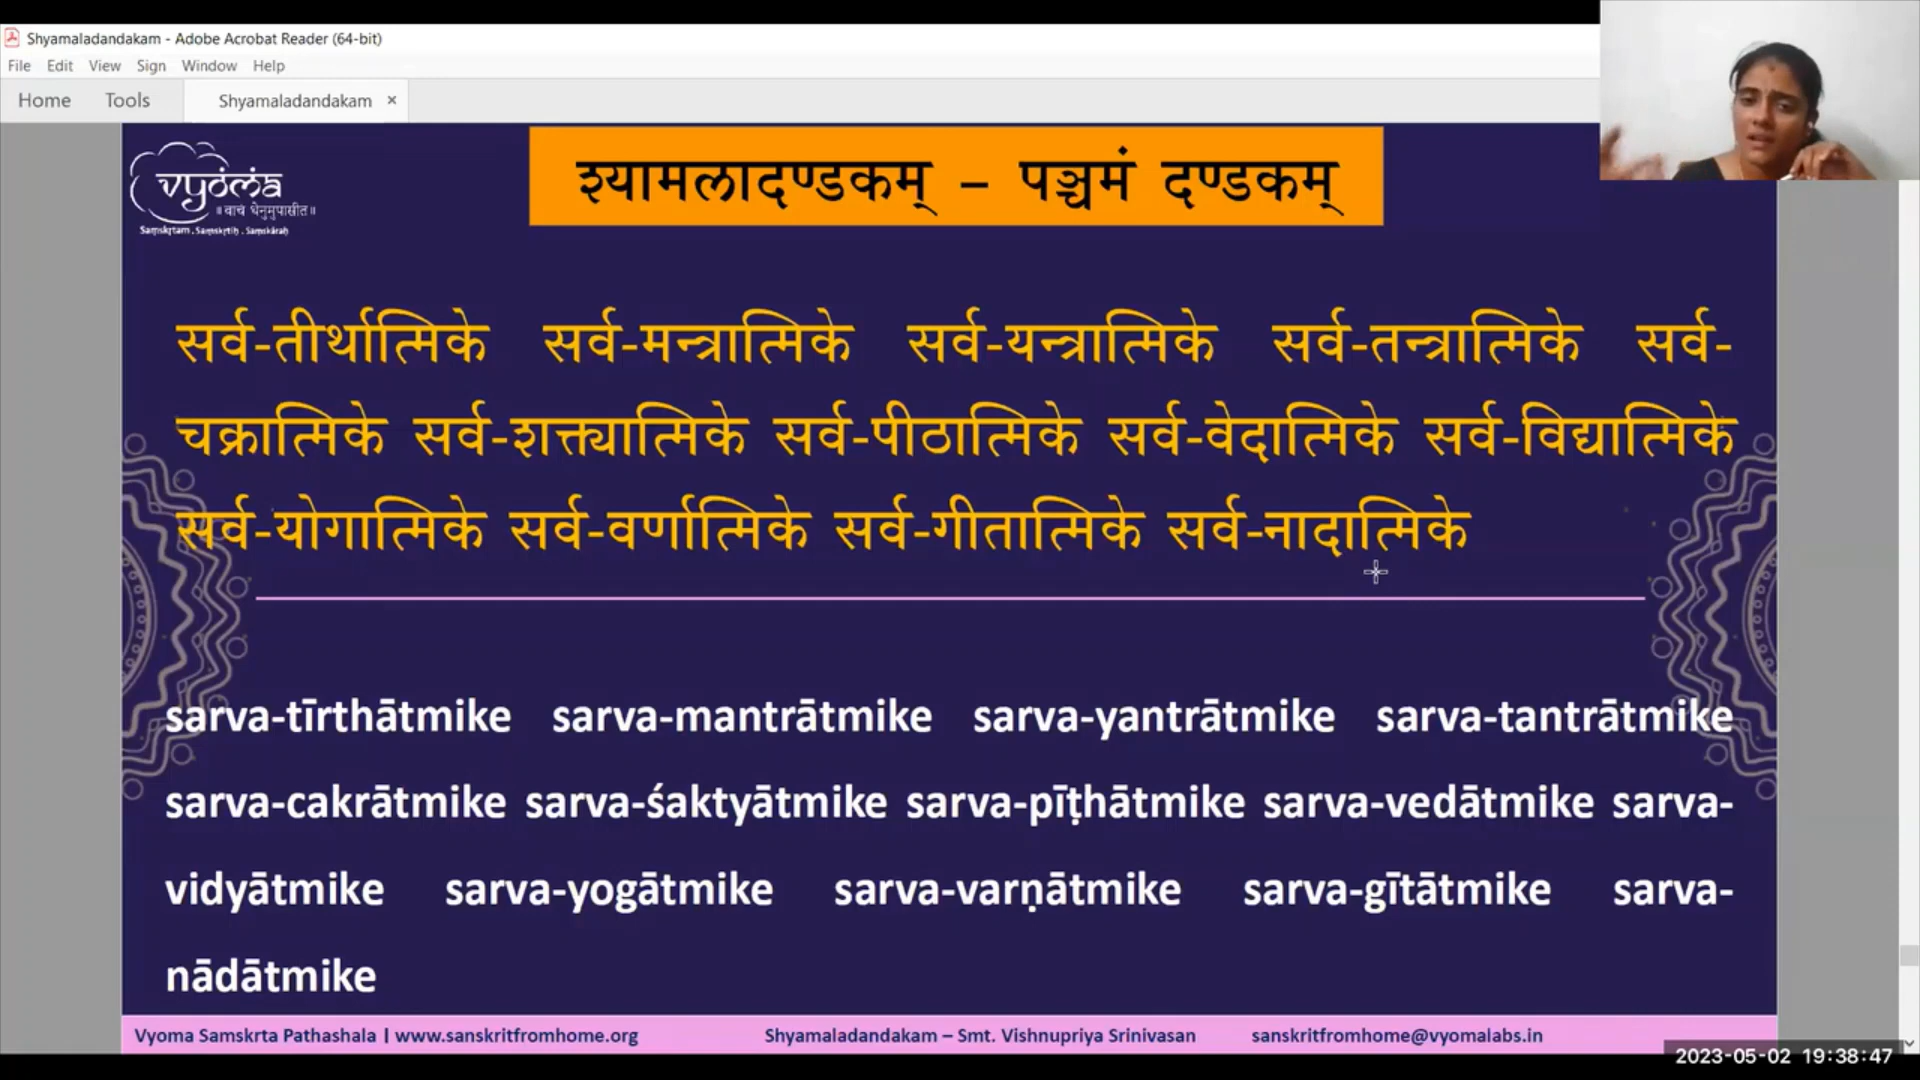 Shyamaladandakam - Adobe Acrobat Reader (64-bit)
File Edit View Sign Window Help
Home Tools Shyamaladandakam ×
vyoma
॥ वाचं धेनुमुपासीत॥
Saṃskṛtam . Saṃskṛtiḥ . Saṃskāraḥ
श्यामलादण्डकम् – पञ्चमं दण्डकम्
सर्व-तीर्थात्मिके सर्व-मन्त्रात्मिके सर्व-यन्त्रात्मिके सर्व-तन्त्रात्मिके सर्व-
चक्रात्मिके सर्व-शक्त्यात्मिके सर्व-पीठात्मिके सर्व-वेदात्मिके सर्व-विद्यात्मिके
सर्व-योगात्मिके सर्व-वर्णात्मिके सर्व-गीतात्मिके सर्व-नादात्मिके
sarva-tīrthātmike sarva-mantrātmike sarva-yantrātmike sarva-tantrātmike
sarva-cakrātmike sarva-śaktyātmike sarva-pīṭhātmike sarva-vedātmike sarva-
vidyātmike sarva-yogātmike sarva-varṇātmike sarva-gītātmike sarva-
nādātmike
Vyoma Samskrta Pathashala | www.sanskritfromhome.org Shyamaladandakam – Smt. Vishnupriya Srinivasan sanskritfromhome@vyomalabs.in
2023-05-02 19:38:47